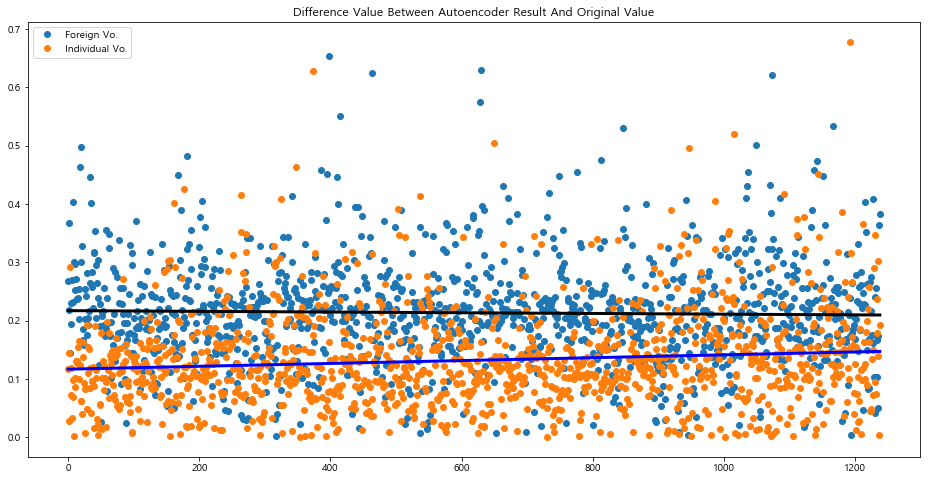 Difference Value Between Autoencoder Result And Original Value
Foreign Vo.
Individual Vo.
0.7
0.6
0.5
0.4
0.3
0.2
0.1
0.0
0 200 400 600 800 1000 1200